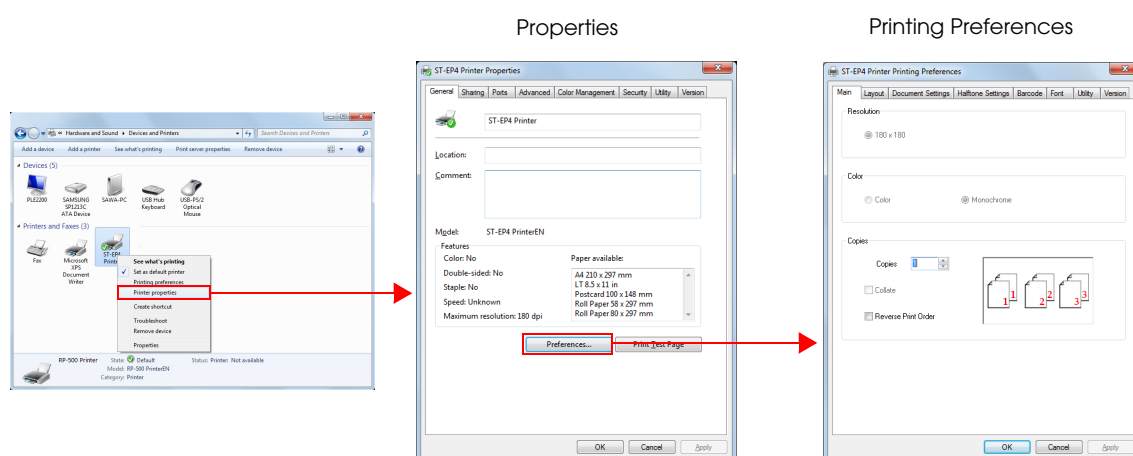 Properties
Printing Preferences
Hardware and Sound ▸ Devices and Printers
Search Devices and Printers
Add a device Add a printer See what's printing Print server properties Remove device
Devices (5)
PLE2200
SAMSUNG SP1213C ATA Device
SAWA-PC
USB Hub Keyboard
USB-PS/2 Optical Mouse
Printers and Faxes (3)
Fax
Microsoft XPS Document Writer
ST-EP4
See what's printing
Set as default printer
Printing preferences
Printer properties
Create shortcut
Troubleshoot
Remove device
Properties
RP-500 Printer State: Default Status: Printer: Not available
Model: RP-500 PrinterEN
Category: Printer
ST-EP4 Printer Properties
General Sharing Ports Advanced Color Management Security Utility Version
ST-EP4 Printer
Location:
Comment:
Model: ST-EP4 PrinterEN
Features
Color: No
Double-sided: No
Staple: No
Speed: Unknown
Maximum resolution: 180 dpi
Paper available:
A4 210 x 297 mm
LT 8.5 x 11 in
Postcard 100 x 148 mm
Roll Paper 58 x 297 mm
Roll Paper 80 x 297 mm
Preferences... Print Test Page
OK Cancel Apply
ST-EP4 Printer Printing Preferences
Main Layout Document Settings Halftone Settings Barcode Font Utility Version
Resolution
180 x 180
Color
Color Monochrome
Copies
Copies 1
Collate
Reverse Print Order
1 1 2 2 3 3
OK Cancel Apply